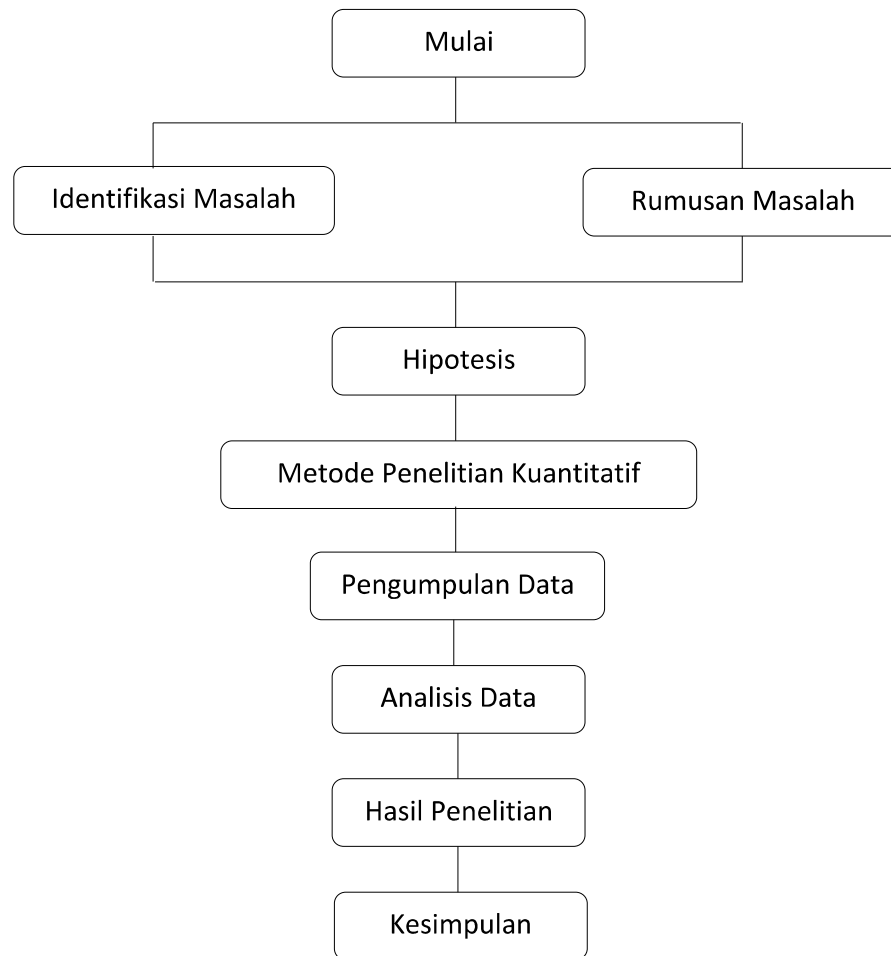 Mulai
Identifikasi Masalah
Rumusan Masalah
Hipotesis
Metode Penelitian Kuantitatif
Pengumpulan Data
Analisis Data
Hasil Penelitian
Kesimpulan